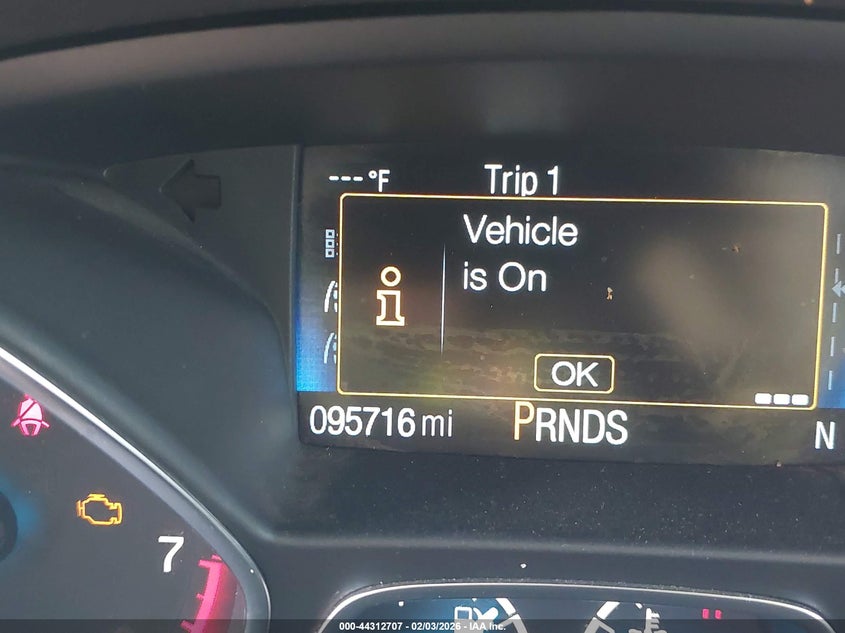 ---°F Trip 1
Vehicle
is On
OK
095716 mi PRNDS N
7
000-44312707 - 02/03/2026 - IAA Inc.